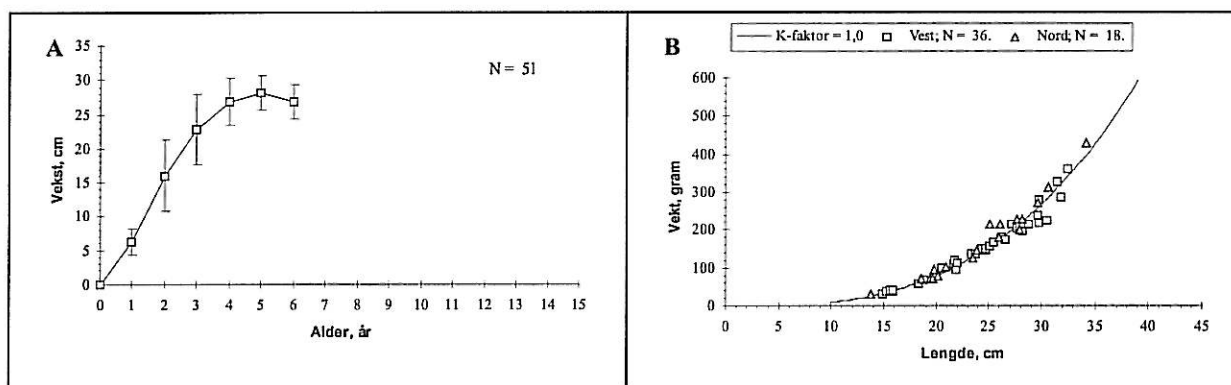 A
N = 51
Vekst, cm
35
30
25
20
15
10
5
0
0 1 2 3 4 5 6 7 8 9 10 11 12 13 14 15
Alder, år
B
K-faktor = 1,0 Vest; N = 36. Nord; N = 18.
Vekt, gram
600
500
400
300
200
100
0
0 5 10 15 20 25 30 35 40 45
Lengde, cm